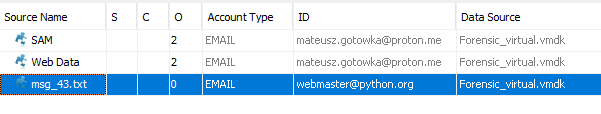 Source Name S C O Account Type ID Data Source
SAM 2 EMAIL mateusz.gotowka@proton.me Forensic_virtual.vmdk
Web Data 2 EMAIL mateusz.gotowka@proton.me Forensic_virtual.vmdk
msg_43.txt 0 EMAIL webmaster@python.org Forensic_virtual.vmdk